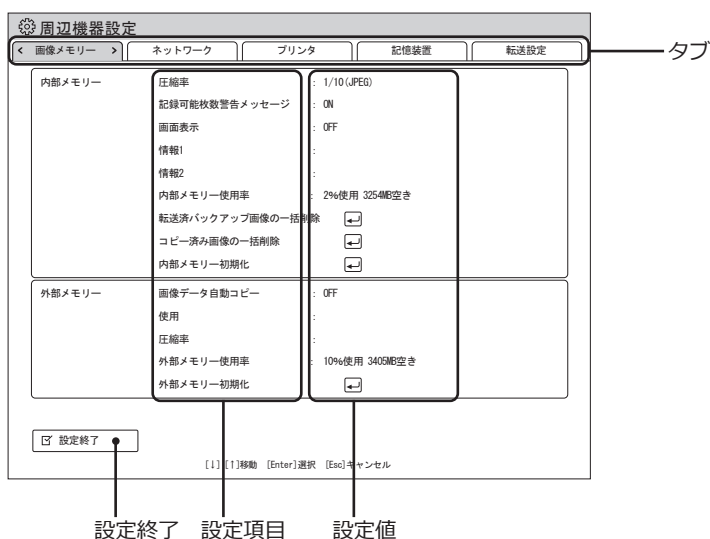 周辺機器設定
< 画像メモリー > ネットワーク プリンタ 記憶装置 転送設定
タブ
内部メモリー 圧縮率 : 1/10(JPEG)
記録可能枚数警告メッセージ : ON
画面表示 : OFF
情報1 :
情報2 :
内部メモリー使用率 : 2%使用 3254MB空き
転送済バックアップ画像の一括削除
コピー済み画像の一括削除
内部メモリー初期化
外部メモリー 画像データ自動コピー : OFF
使用 :
圧縮率 :
外部メモリー使用率 : 10%使用 3405MB空き
外部メモリー初期化
設定終了
[↓][↑]移動 [Enter]選択 [Esc]キャンセル
設定終了 設定項目 設定値